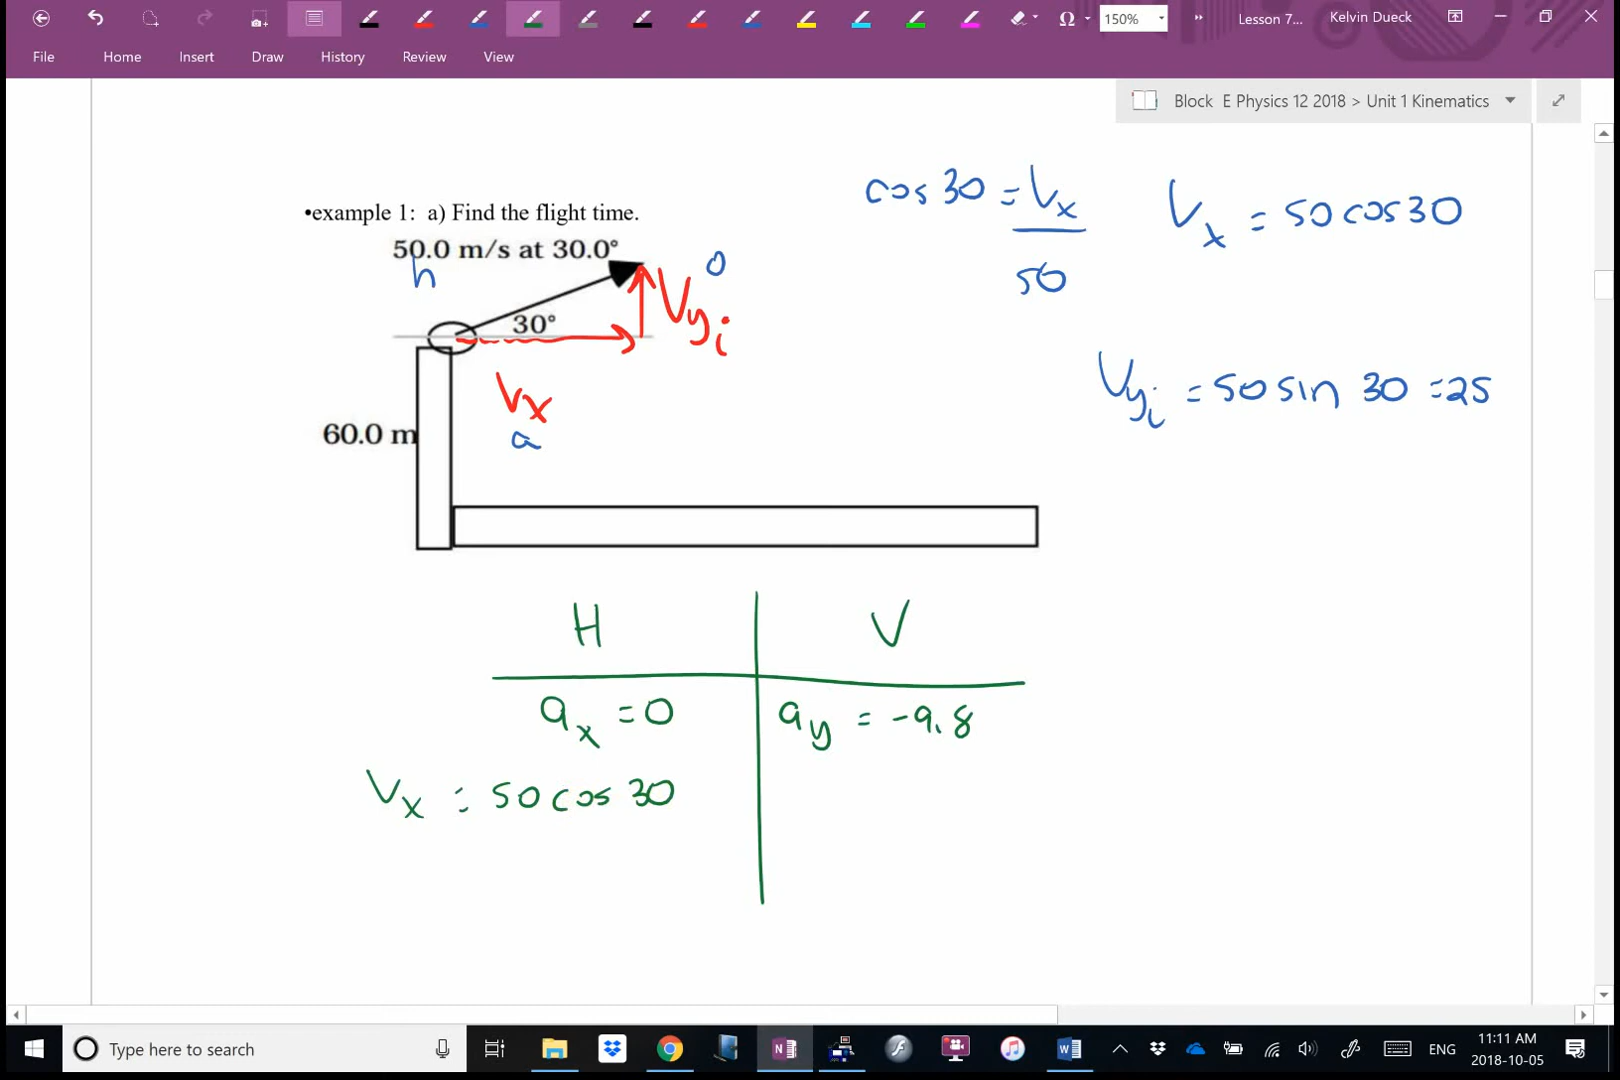 150%
Lesson 7...
Kelvin Dueck
File Home Insert Draw History Review View
Block E Physics 12 2018 > Unit 1 Kinematics
•example 1: a) Find the flight time.
50.0 m/s at 30.0°
h
o
30°
Vyi
Vx
a
60.0 m
cos 30 = Vx
50
Vx = 50 cos 30
Vyi = 50 sin 30 = 25
H V
ax = 0 ay = -9.8
Vx = 50 cos 30
Type here to search
ENG
11:11 AM
2018-10-05